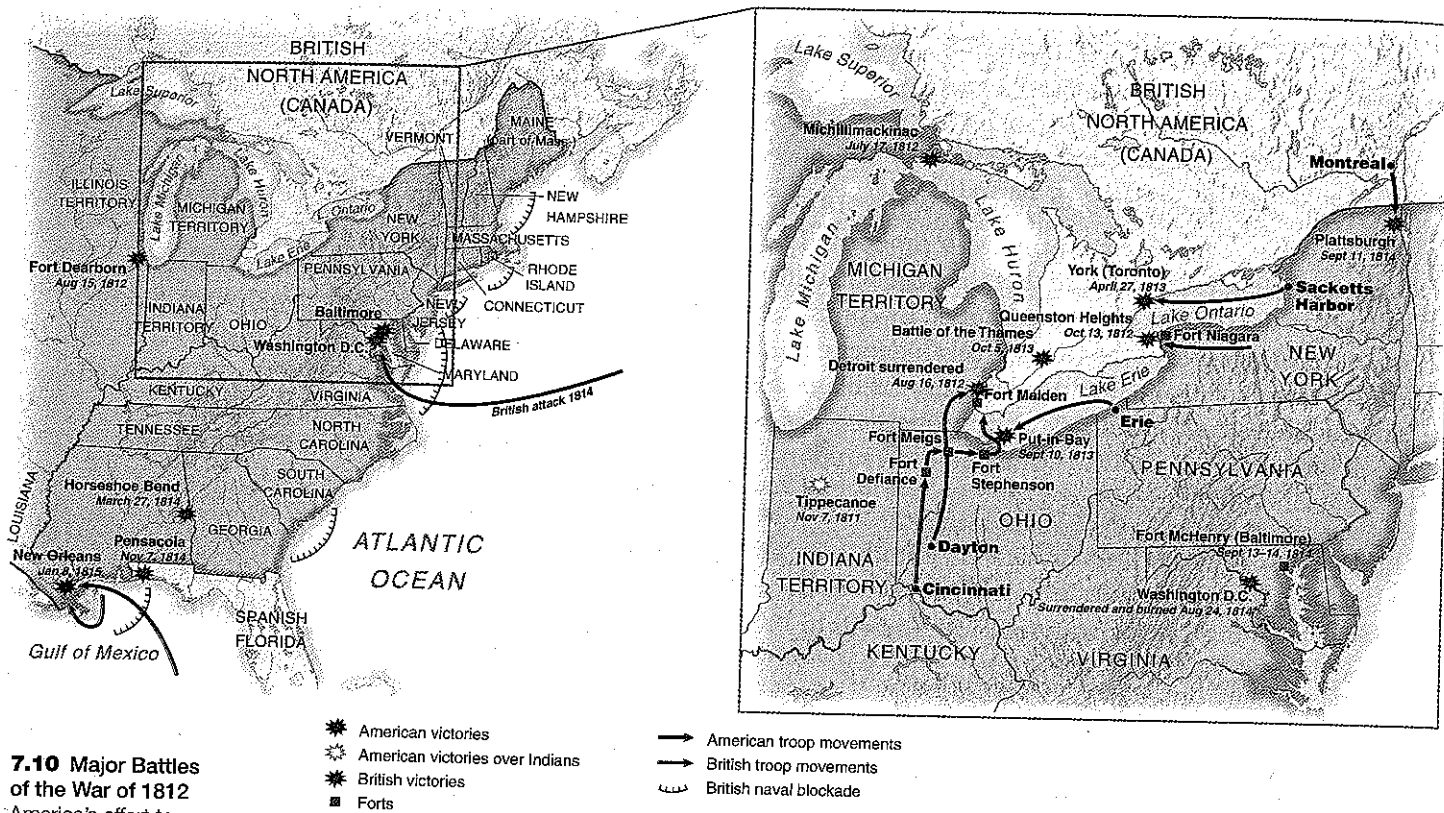 BRITISH
NORTH AMERICA
(CANADA)
Lake Superior
VERMONT
MAINE
(part of Mass.)
ILLINOIS
TERRITORY
Lake Michigan
MICHIGAN
TERRITORY
Lake Huron
Ontario
Lake Erie
NEW
YORK
NEW
HAMPSHIRE
MASSACHUSETTS
RHODE
ISLAND
CONNECTICUT
PENNSYLVANIA
NEW
JERSEY
Fort Dearborn
Aug 15, 1812
INDIANA
TERRITORY
OHIO
Baltimore
Washington D.C.
DELAWARE
MARYLAND
KENTUCKY
VIRGINIA
British attack 1814
TENNESSEE
NORTH
CAROLINA
SOUTH
CAROLINA
Horseshoe Bend
March 27, 1814
GEORGIA
LOUISIANA
Pensacola
Nov 7, 1814
New Orleans
Jan 8, 1815
ATLANTIC
OCEAN
SPANISH
FLORIDA
Gulf of Mexico
Lake Superior
BRITISH
NORTH AMERICA
(CANADA)
Michilimackinac
July 17, 1812
Montreal
Plattsburgh
Sept 11, 1814
Lake Michigan
Lake Huron
MICHIGAN
TERRITORY
York (Toronto)
April 27, 1813
Sacketts
Harbor
Lake Ontario
Queenston Heights
Oct 13, 1812
Fort Niagara
Battle of the Thames
Oct 5, 1813
NEW
YORK
Detroit surrendered
Aug 16, 1812
Lake Erie
Fort Malden
Erie
Fort Meigs
Put-in-Bay
Sept 10, 1813
Fort
Defiance
Fort
Stephenson
PENNSYLVANIA
Tippecanoe
Nov 7, 1811
OHIO
Fort McHenry (Baltimore)
Sept 13–14, 1814
Dayton
INDIANA
TERRITORY
Cincinnati
Washington D.C.
Surrendered and burned Aug 24, 1814
KENTUCKY
VIRGINIA
7.10 Major Battles
of the War of 1812
American victories
American victories over Indians
British victories
Forts
American troop movements
British troop movements
British naval blockade